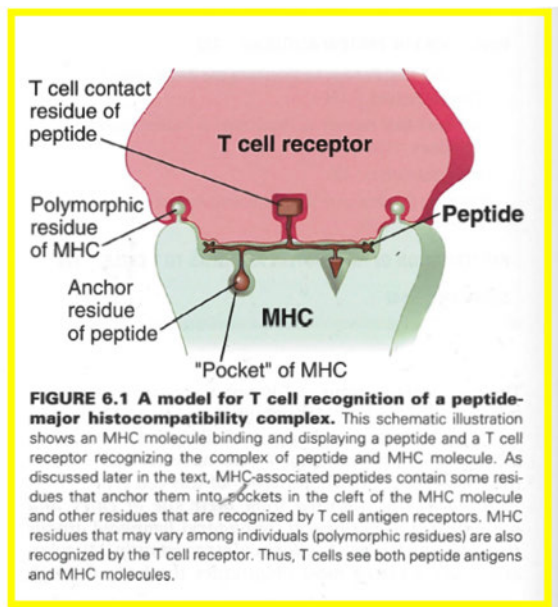 T cell contact
residue of
peptide
T cell receptor
Polymorphic
residue
of MHC
Peptide
Anchor
residue
of peptide
MHC
"Pocket" of MHC
FIGURE 6.1 A model for T cell recognition of a peptide-
major histocompatibility complex. This schematic illustration
shows an MHC molecule binding and displaying a peptide and a T cell
receptor recognizing the complex of peptide and MHC molecule. As
discussed later in the text, MHC-associated peptides contain some resi-
dues that anchor them into pockets in the cleft of the MHC molecule
and other residues that are recognized by T cell antigen receptors. MHC
residues that may vary among individuals (polymorphic residues) are also
recognized by the T cell receptor. Thus, T cells see both peptide antigens
and MHC molecules.